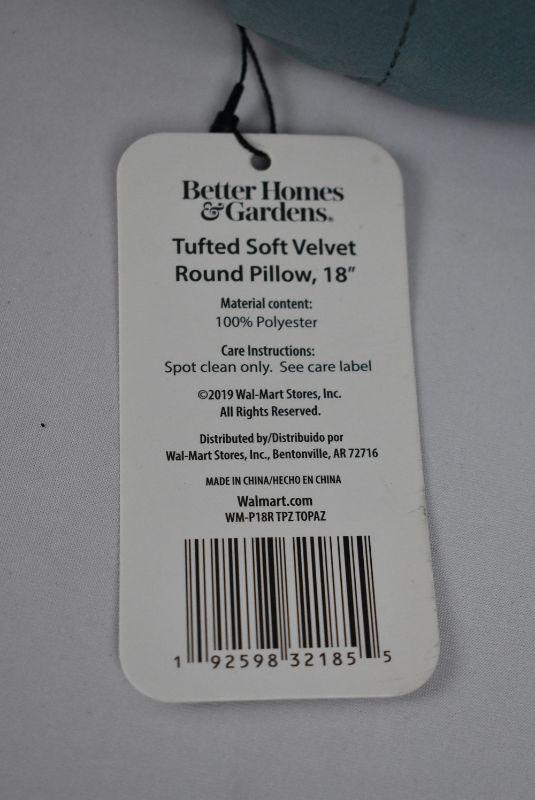 Better Homes
& Gardens®
Tufted Soft Velvet
Round Pillow, 18"
Material content:
100% Polyester
Care Instructions:
Spot clean only. See care label
©2019 Wal-Mart Stores, Inc.
All Rights Reserved.
Distributed by/Distribuido por
Wal-Mart Stores, Inc., Bentonville, AR 72716
MADE IN CHINA/HECHO EN CHINA
Walmart.com
WM-P18R TPZ TOPAZ
1 92598 32185 5